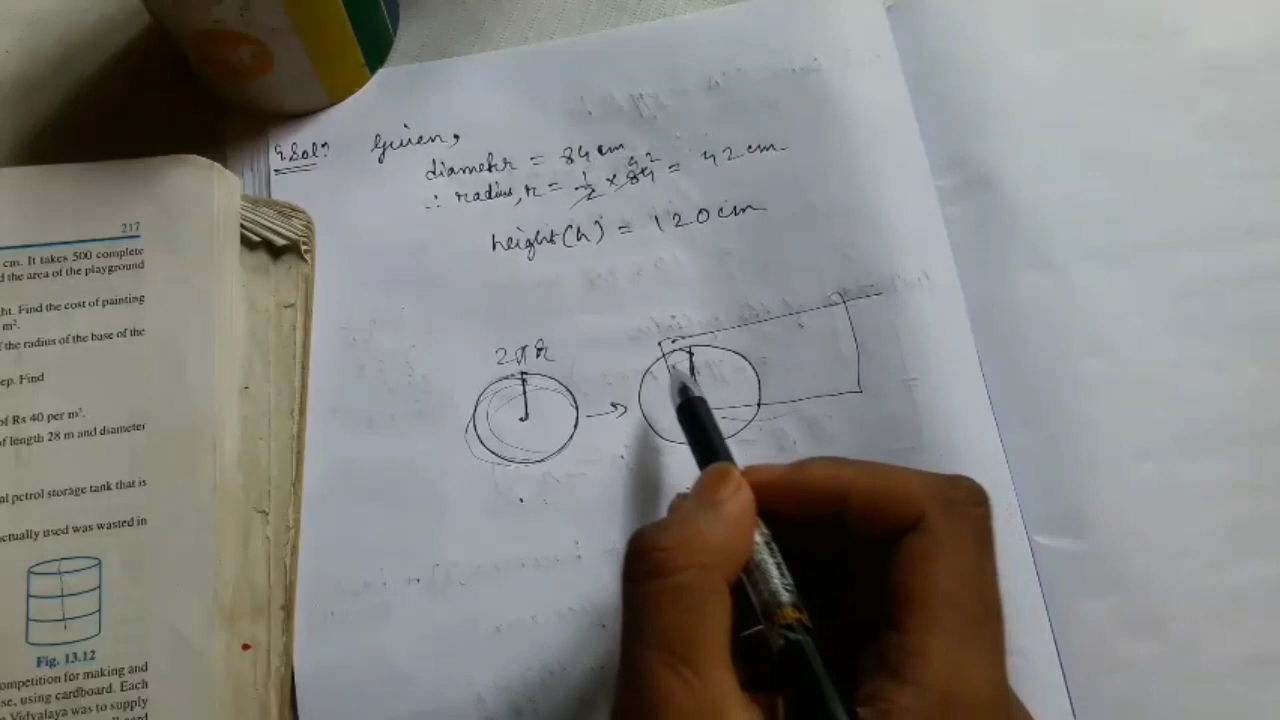 217
cm. It takes 500 complete
d the area of the playground
ht. Find the cost of painting
m².
f the radius of the base of the
ep. Find
of Rs 40 per m².
of length 28 m and diameter
al petrol storage tank that is
actually used was wasted in
Fig. 13.12
ompetition for making and
se, using cardboard. Each
Vidyalaya was to supply
Given,
diameter = 84 cm
∴ radius, r = 1/2 × 84 42 = 42 cm
height(h) = 120 cm
2πr